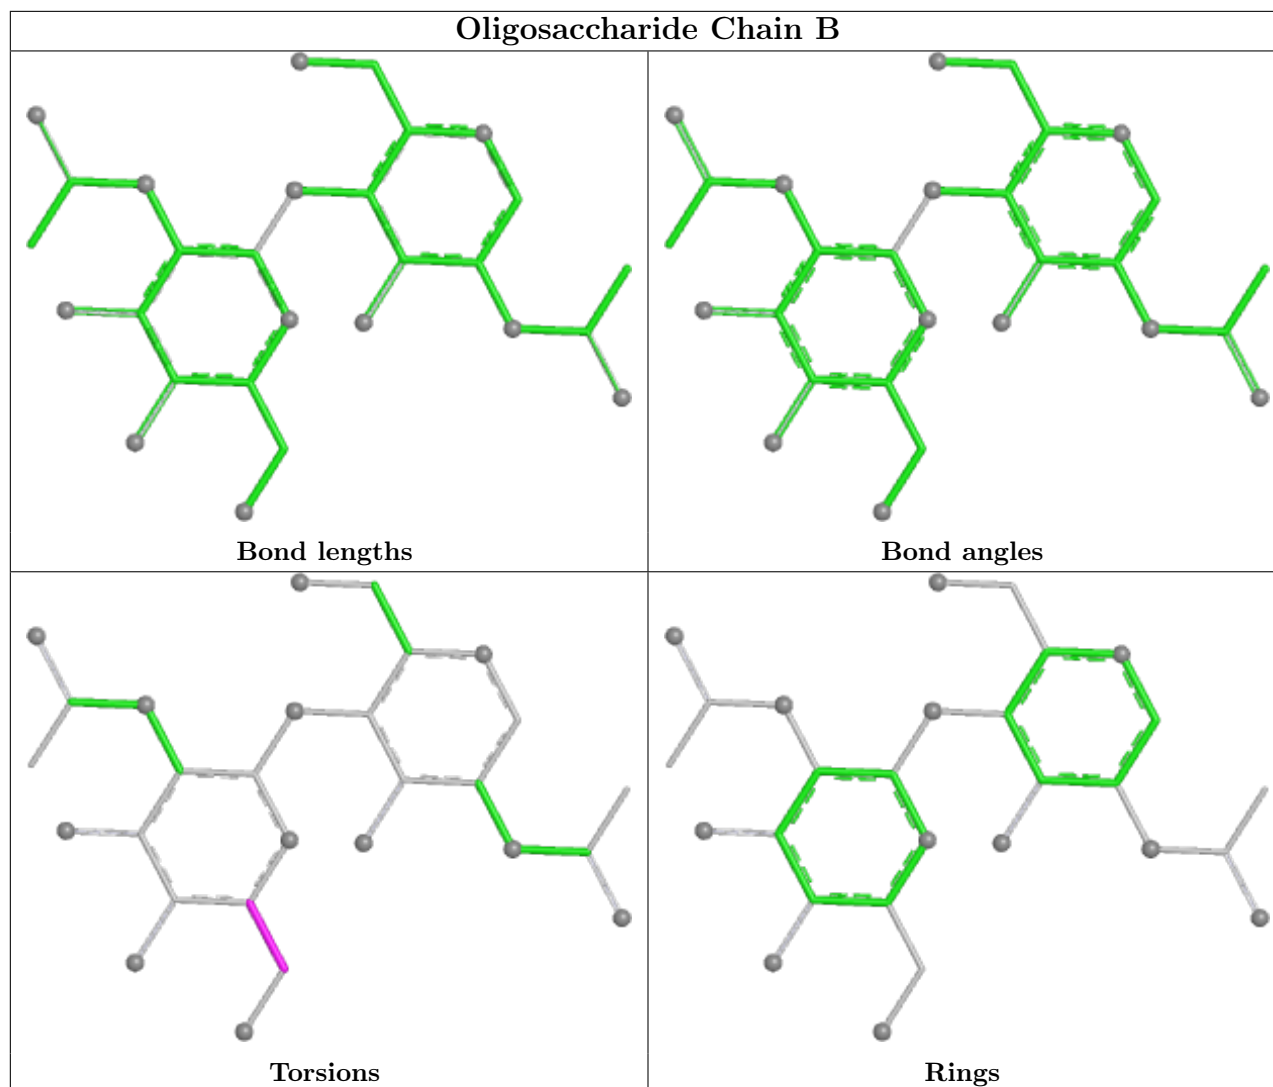 Oligosaccharide Chain B
Bond lengths
Bond angles
Torsions
Rings